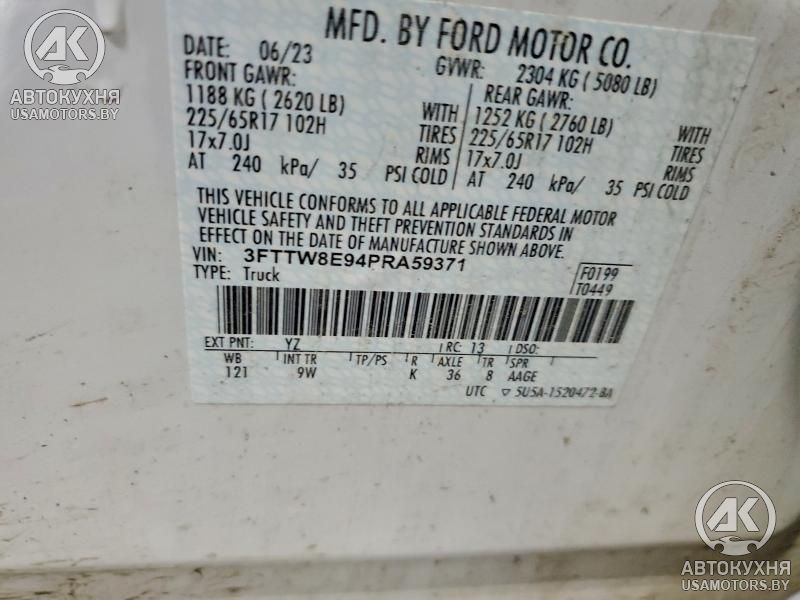 MFD. BY FORD MOTOR CO.
DATE: 06/23 GVWR: 2304 KG ( 5080 LB)
FRONT GAWR: REAR GAWR:
1188 KG ( 2620 LB) WITH 1252 KG ( 2760 LB) WITH
225/65R17 102H TIRES 225/65R17 102H TIRES
17x7.0J RIMS 17x7.0J RIMS
AT 240 kPa/ 35 PSI COLD AT 240 kPa/ 35 PSI COLD
THIS VEHICLE CONFORMS TO ALL APPLICABLE FEDERAL MOTOR
VEHICLE SAFETY AND THEFT PREVENTION STANDARDS IN
EFFECT ON THE DATE OF MANUFACTURE SHOWN ABOVE.
VIN: 3FTTW8E94PRA59371 F0199
TYPE: Truck T0449
EXT PNT: YZ RC: 13 DSO:
WB INT TR TP/PS R AXLE TR SPR
121 9W K 36 8 AAGE
UTC ▽ 5U5A-1520472-BA
АК
АВТОКУХНЯ
USAMOTORS.BY
АК
АВТОКУХНЯ
USAMOTORS.BY